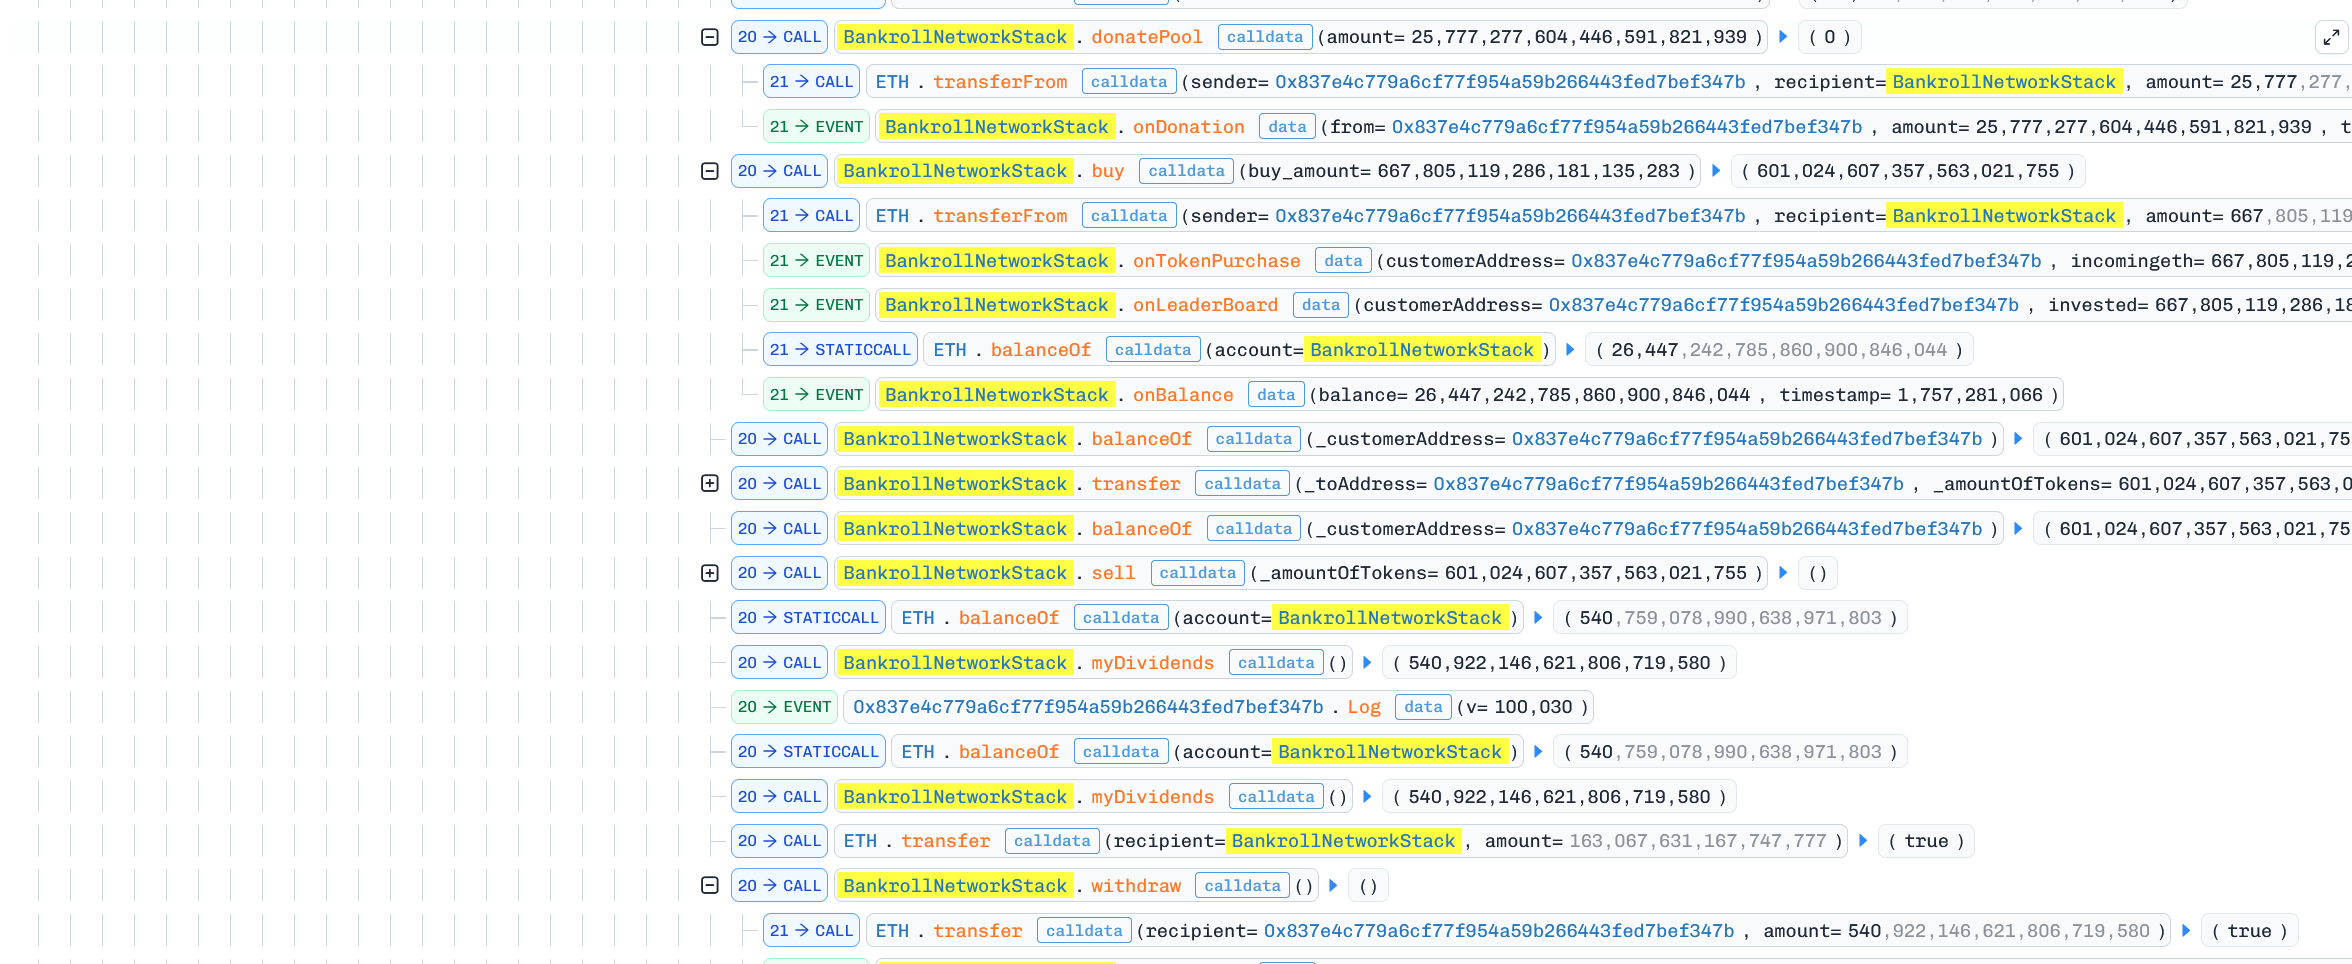 20 → CALL BankrollNetworkStack . donatePool calldata (amount= 25,777,277,604,446,591,821,939 ) ▶ ( 0 )
21 → CALL ETH . transferFrom calldata (sender= 0x837e4c779a6cf77f954a59b266443fed7bef347b , recipient= BankrollNetworkStack , amount= 25,777,277,
21 → EVENT BankrollNetworkStack . onDonation data (from= 0x837e4c779a6cf77f954a59b266443fed7bef347b , amount= 25,777,277,604,446,591,821,939 , t
20 → CALL BankrollNetworkStack . buy calldata (buy_amount= 667,805,119,286,181,135,283 ) ▶ ( 601,024,607,357,563,021,755 )
21 → CALL ETH . transferFrom calldata (sender= 0x837e4c779a6cf77f954a59b266443fed7bef347b , recipient= BankrollNetworkStack , amount= 667,805,119
21 → EVENT BankrollNetworkStack . onTokenPurchase data (customerAddress= 0x837e4c779a6cf77f954a59b266443fed7bef347b , incomingeth= 667,805,119,2
21 → EVENT BankrollNetworkStack . onLeaderBoard data (customerAddress= 0x837e4c779a6cf77f954a59b266443fed7bef347b , invested= 667,805,119,286,18
21 → STATICCALL ETH . balanceOf calldata (account= BankrollNetworkStack ) ▶ ( 26,447,242,785,860,900,846,044 )
21 → EVENT BankrollNetworkStack . onBalance data (balance= 26,447,242,785,860,900,846,044 , timestamp= 1,757,281,066 )
20 → CALL BankrollNetworkStack . balanceOf calldata (_customerAddress= 0x837e4c779a6cf77f954a59b266443fed7bef347b ) ▶ ( 601,024,607,357,563,021,75
20 → CALL BankrollNetworkStack . transfer calldata (_toAddress= 0x837e4c779a6cf77f954a59b266443fed7bef347b , _amountOfTokens= 601,024,607,357,563,0
20 → CALL BankrollNetworkStack . balanceOf calldata (_customerAddress= 0x837e4c779a6cf77f954a59b266443fed7bef347b ) ▶ ( 601,024,607,357,563,021,75
20 → CALL BankrollNetworkStack . sell calldata (_amountOfTokens= 601,024,607,357,563,021,755 ) ▶ ()
20 → STATICCALL ETH . balanceOf calldata (account= BankrollNetworkStack ) ▶ ( 540,759,078,990,638,971,803 )
20 → CALL BankrollNetworkStack . myDividends calldata () ▶ ( 540,922,146,621,806,719,580 )
20 → EVENT 0x837e4c779a6cf77f954a59b266443fed7bef347b . Log data (v= 100,030 )
20 → STATICCALL ETH . balanceOf calldata (account= BankrollNetworkStack ) ▶ ( 540,759,078,990,638,971,803 )
20 → CALL BankrollNetworkStack . myDividends calldata () ▶ ( 540,922,146,621,806,719,580 )
20 → CALL ETH . transfer calldata (recipient= BankrollNetworkStack , amount= 163,067,631,167,747,777 ) ▶ ( true )
20 → CALL BankrollNetworkStack . withdraw calldata () ▶ ()
21 → CALL ETH . transfer calldata (recipient= 0x837e4c779a6cf77f954a59b266443fed7bef347b , amount= 540,922,146,621,806,719,580 ) ▶ ( true )